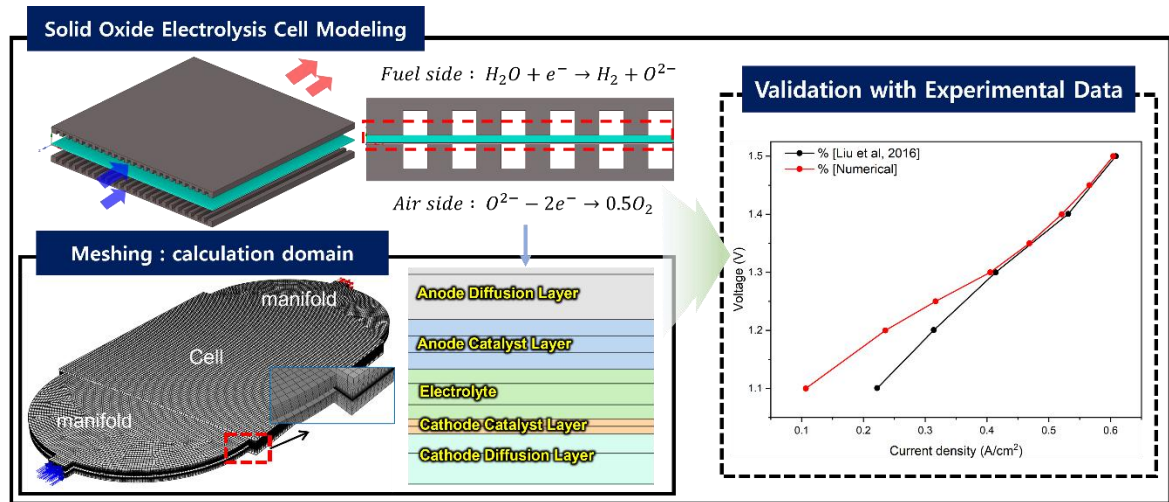 Solid Oxide Electrolysis Cell Modeling
Fuel side : H₂O + e⁻ → H₂ + O²⁻
Air side : O²⁻ − 2e⁻ → 0.5O₂
Meshing : calculation domain
manifold
Cell
manifold
Anode Diffusion Layer
Anode Catalyst Layer
Electrolyte
Cathode Catalyst Layer
Cathode Diffusion Layer
Validation with Experimental Data
% [Liu et al, 2016]
% [Numerical]
Voltage (V)
1.5
1.4
1.3
1.2
1.1
0.1 0.2 0.3 0.4 0.5 0.6
Current density (A/cm²)